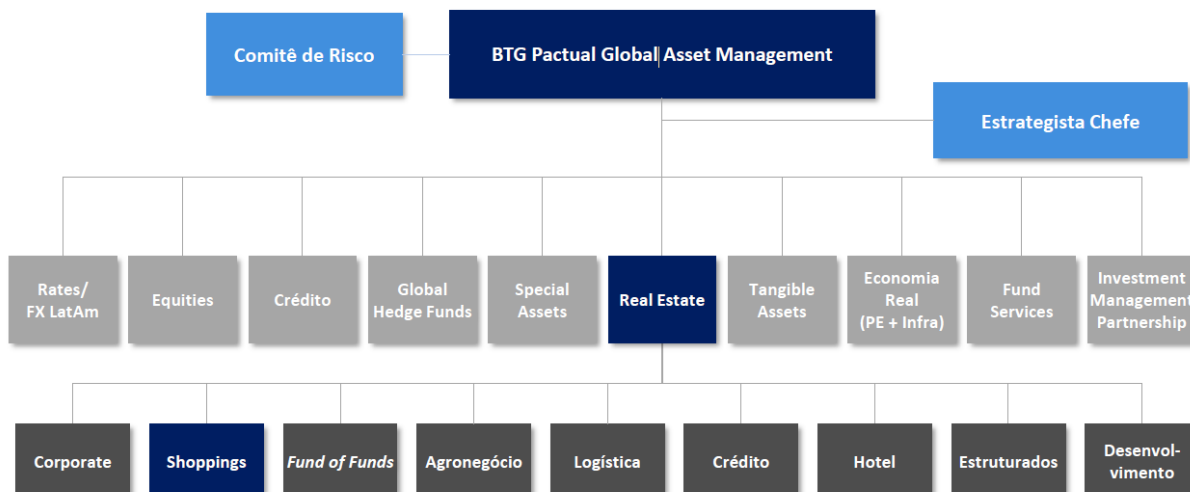 Comitê de Risco
BTG Pactual Global Asset Management
Estrategista Chefe
Rates/
FX LatAm
Equities
Crédito
Global
Hedge Funds
Special
Assets
Real Estate
Tangible
Assets
Economia
Real
(PE + Infra)
Fund
Services
Investment
Management
Partnership
Corporate
Shoppings
Fund of Funds
Agronegócio
Logística
Crédito
Hotel
Estruturados
Desenvol-
vimento